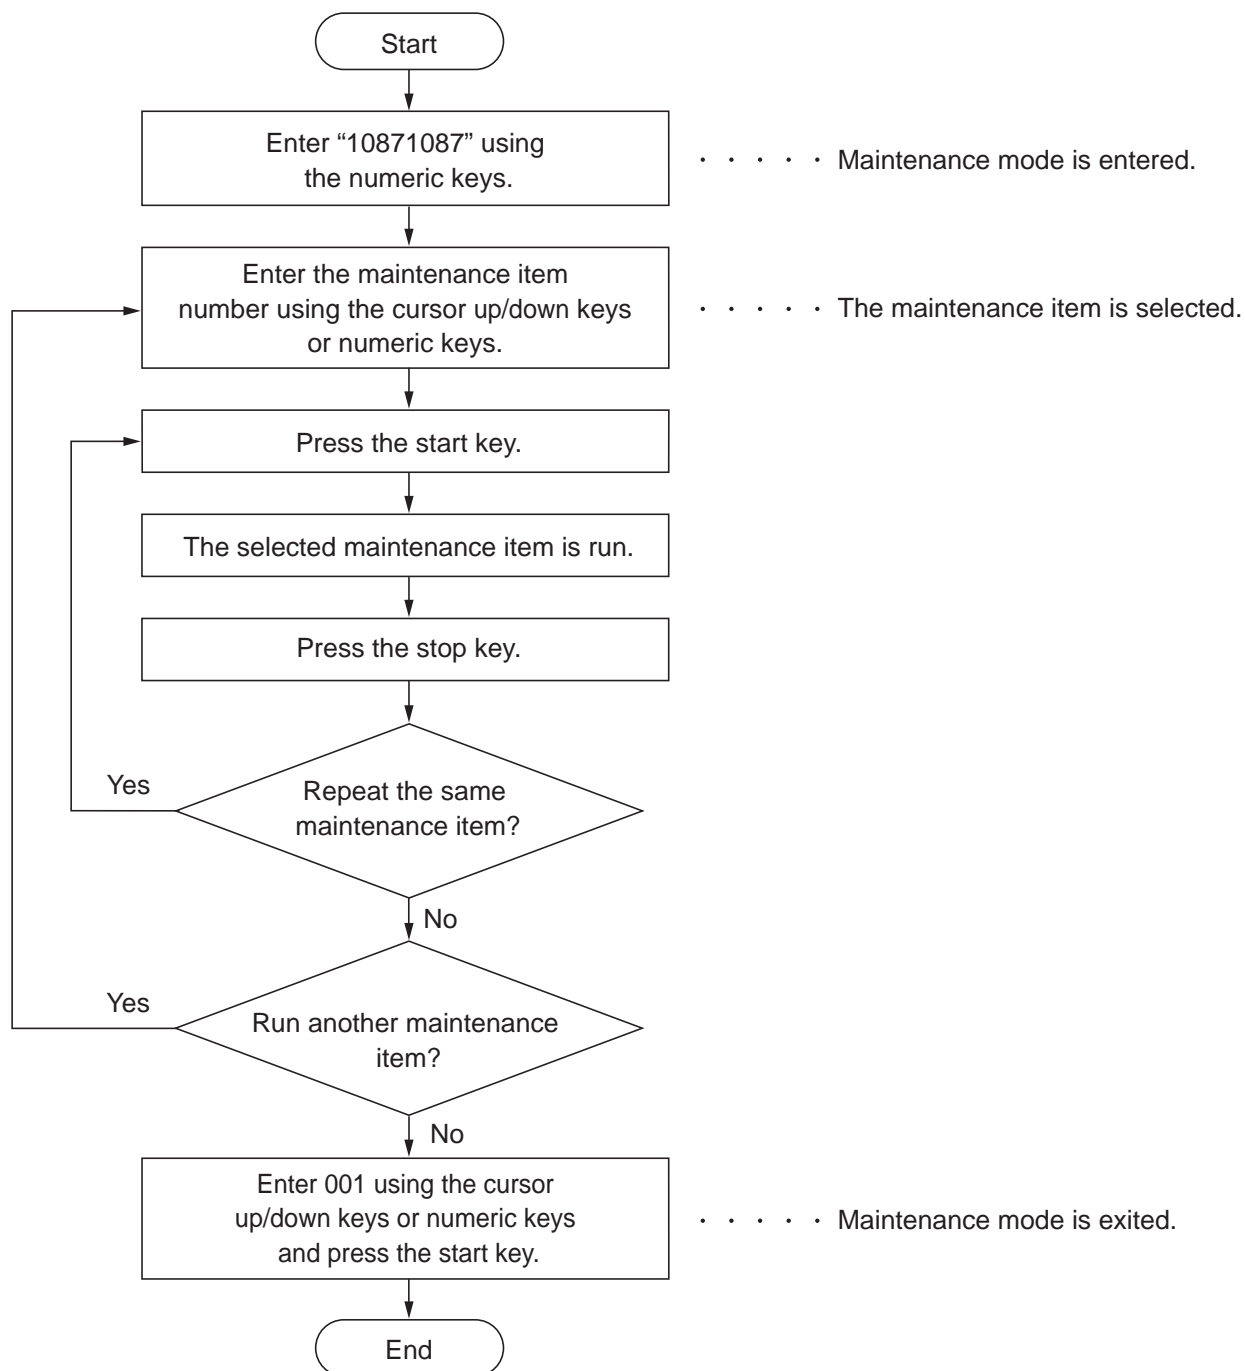 Start
Enter “10871087” using
the numeric keys.
· · · · · Maintenance mode is entered.
Enter the maintenance item
number using the cursor up/down keys
or numeric keys.
· · · · · The maintenance item is selected.
Press the start key.
The selected maintenance item is run.
Press the stop key.
Yes
Repeat the same
maintenance item?
No
Yes
Run another maintenance
item?
No
Enter 001 using the cursor
up/down keys or numeric keys
and press the start key.
· · · · · Maintenance mode is exited.
End